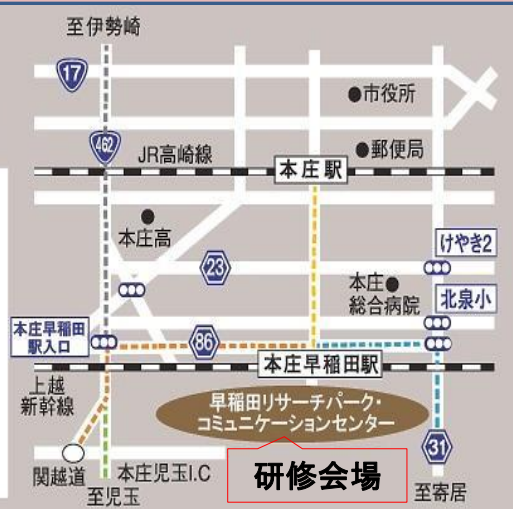 至伊勢崎
17
●市役所
462
JR高崎線
●郵便局
本庄駅
本庄高
けやき2
23
本庄●
総合病院
北泉小
本庄早稲田
駅入口
86
本庄早稲田駅
上越
新幹線
早稲田リサーチパーク・
コミュニケーションセンター
31
関越道
本庄児玉I.C
研修会場
至児玉
至寄居